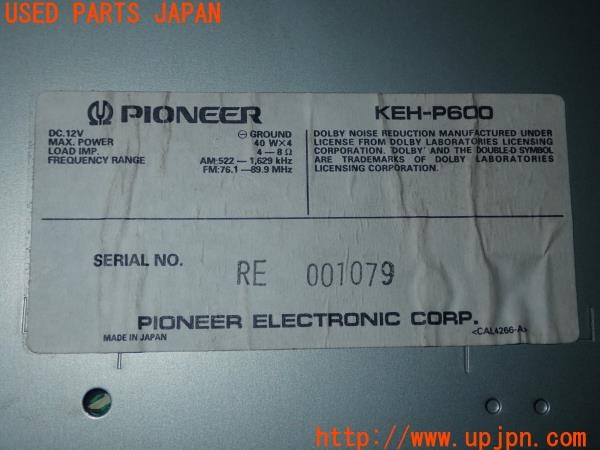 USED PARTS JAPAN
PIONEER KEH-P600
DC.12V ⊖ GROUND
MAX. POWER 40 W×4
LOAD IMP. 4—8 Ω
FREQUENCY RANGE AM:522—1,629 kHz
FM:76.1—89.9 MHz
DOLBY NOISE REDUCTION MANUFACTURED UNDER
LICENSE FROM DOLBY LABORATORIES LICENSING
CORPORATION. 'DOLBY' AND THE DOUBLE-D SYMBOL
ARE TRADEMARKS OF DOLBY LABORATORIES
LICENSING CORPORATION.
SERIAL NO. RE 001079
PIONEER ELECTRONIC CORP.
MADE IN JAPAN <CAL4266-A>
http://www.upjpn.com/